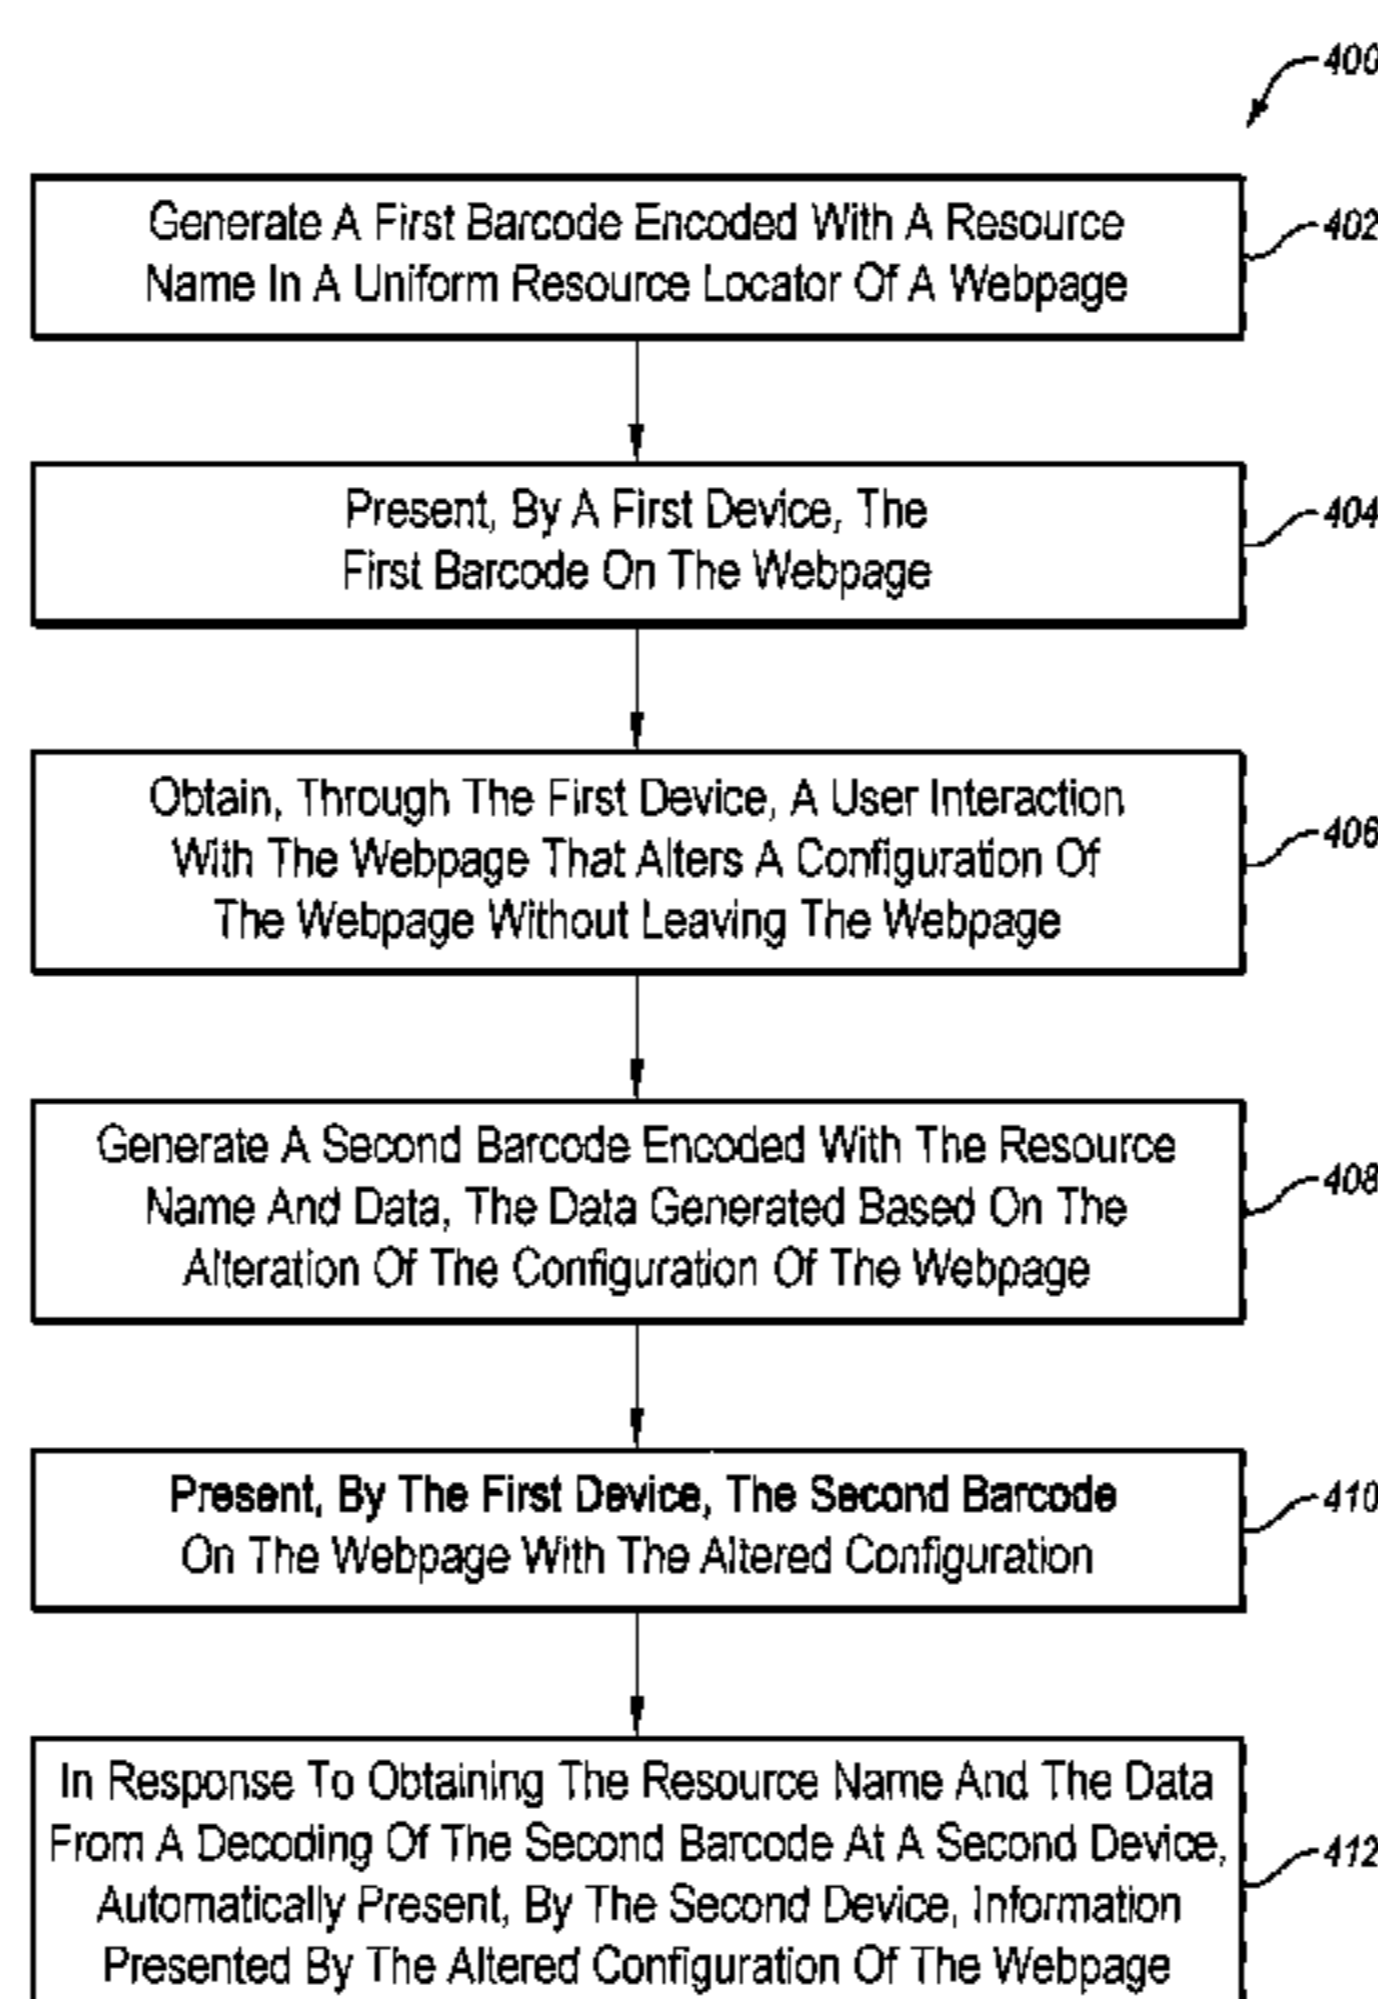 400
Generate A First Barcode Encoded With A Resource
Name In A Uniform Resource Locator Of A Webpage
402
Present, By A First Device, The
First Barcode On The Webpage
404
Obtain, Through The First Device, A User Interaction
With The Webpage That Alters A Configuration Of
The Webpage Without Leaving The Webpage
406
Generate A Second Barcode Encoded With The Resource
Name And Data, The Data Generated Based On The
Alteration Of The Configuration Of The Webpage
408
Present, By The First Device, The Second Barcode
On The Webpage With The Altered Configuration
410
In Response To Obtaining The Resource Name And The Data
From A Decoding Of The Second Barcode At A Second Device,
Automatically Present, By The Second Device, Information
Presented By The Altered Configuration Of The Webpage
412